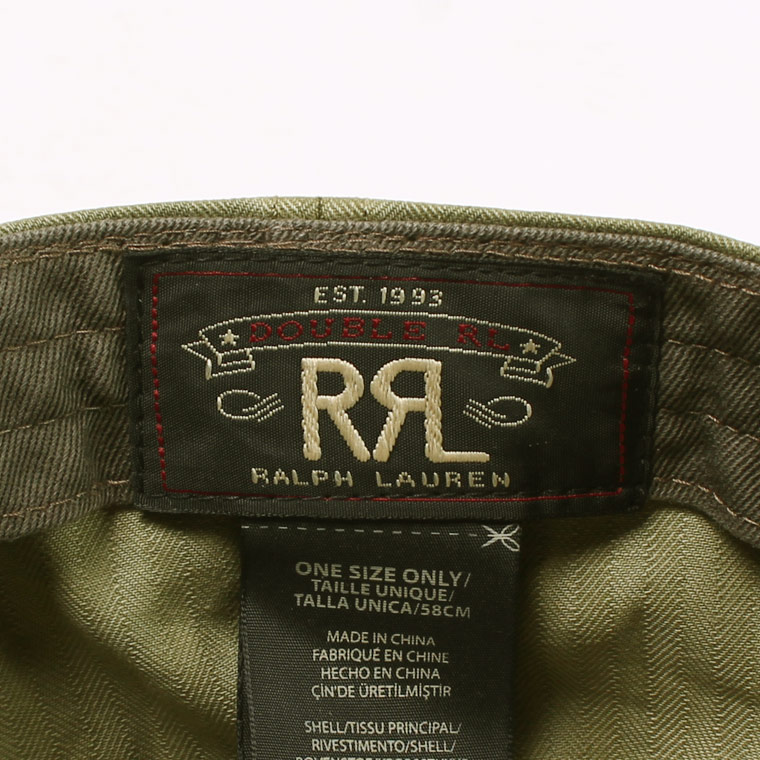 EST. 1993
DOUBLE RL
RRL
RALPH LAUREN
ONE SIZE ONLY/
TAILLE UNIQUE/
TALLA UNICA/58CM
MADE IN CHINA
FABRIQUÉ EN CHINE
HECHO EN CHINA
ÇIN'DE ÜRETİLMİŞTİR
SHELL/TISSU PRINCIPAL/
RIVESTIMENTO/SHELL/